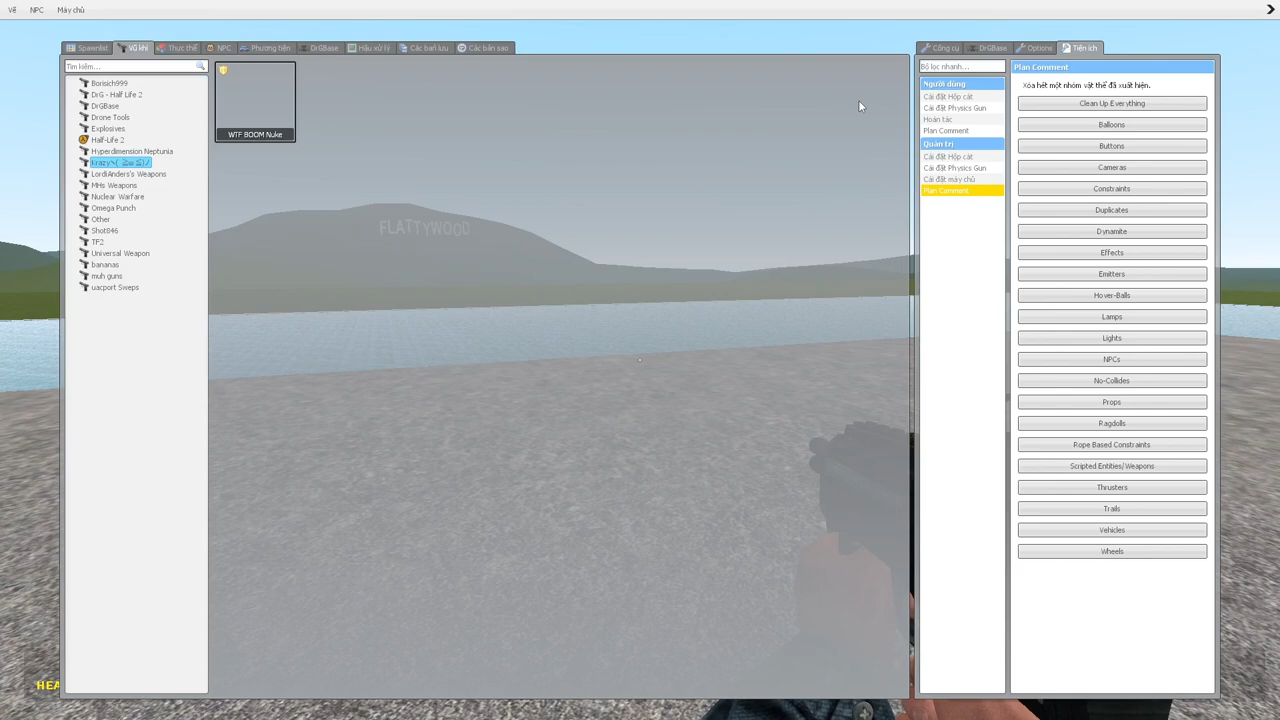 Vẽ NPC Máy chủ
Spawnlist Vũ khí Thực thể NPC Phương tiện DrGBase Hậu xử lý Các bản lưu Các bản sao
Công cụ DrGBase Options Tiện ích
Tìm kiếm...
Borisich999
DrG - Half Life 2
DrGBase
Drone Tools
Explosives
Half-Life 2
Hyperdimension Neptunia
LordiAnders's Weapons
MHs Weapons
Nuclear Warfare
Omega Punch
Other
Shot846
TF2
Universal Weapon
bananas
muh guns
uacport Sweps
WTF BOOM Nuke
FLATTYWOOD
HEA
Bộ lọc nhanh...
Người dùng
Cài đặt Hộp cát
Cài đặt Physics Gun
Hoàn tác
Plan Comment
Quản trị
Cài đặt Hộp cát
Cài đặt Physics Gun
Cài đặt máy chủ
Plan Comment
Plan Comment
Xóa hết một nhóm vật thể đã xuất hiện.
Clean Up Everything
Balloons
Buttons
Cameras
Constraints
Duplicates
Dynamite
Effects
Emitters
Hover-Balls
Lamps
Lights
NPCs
No-Collides
Props
Ragdolls
Rope Based Constraints
Scripted Entities/Weapons
Thrusters
Trails
Vehicles
Wheels